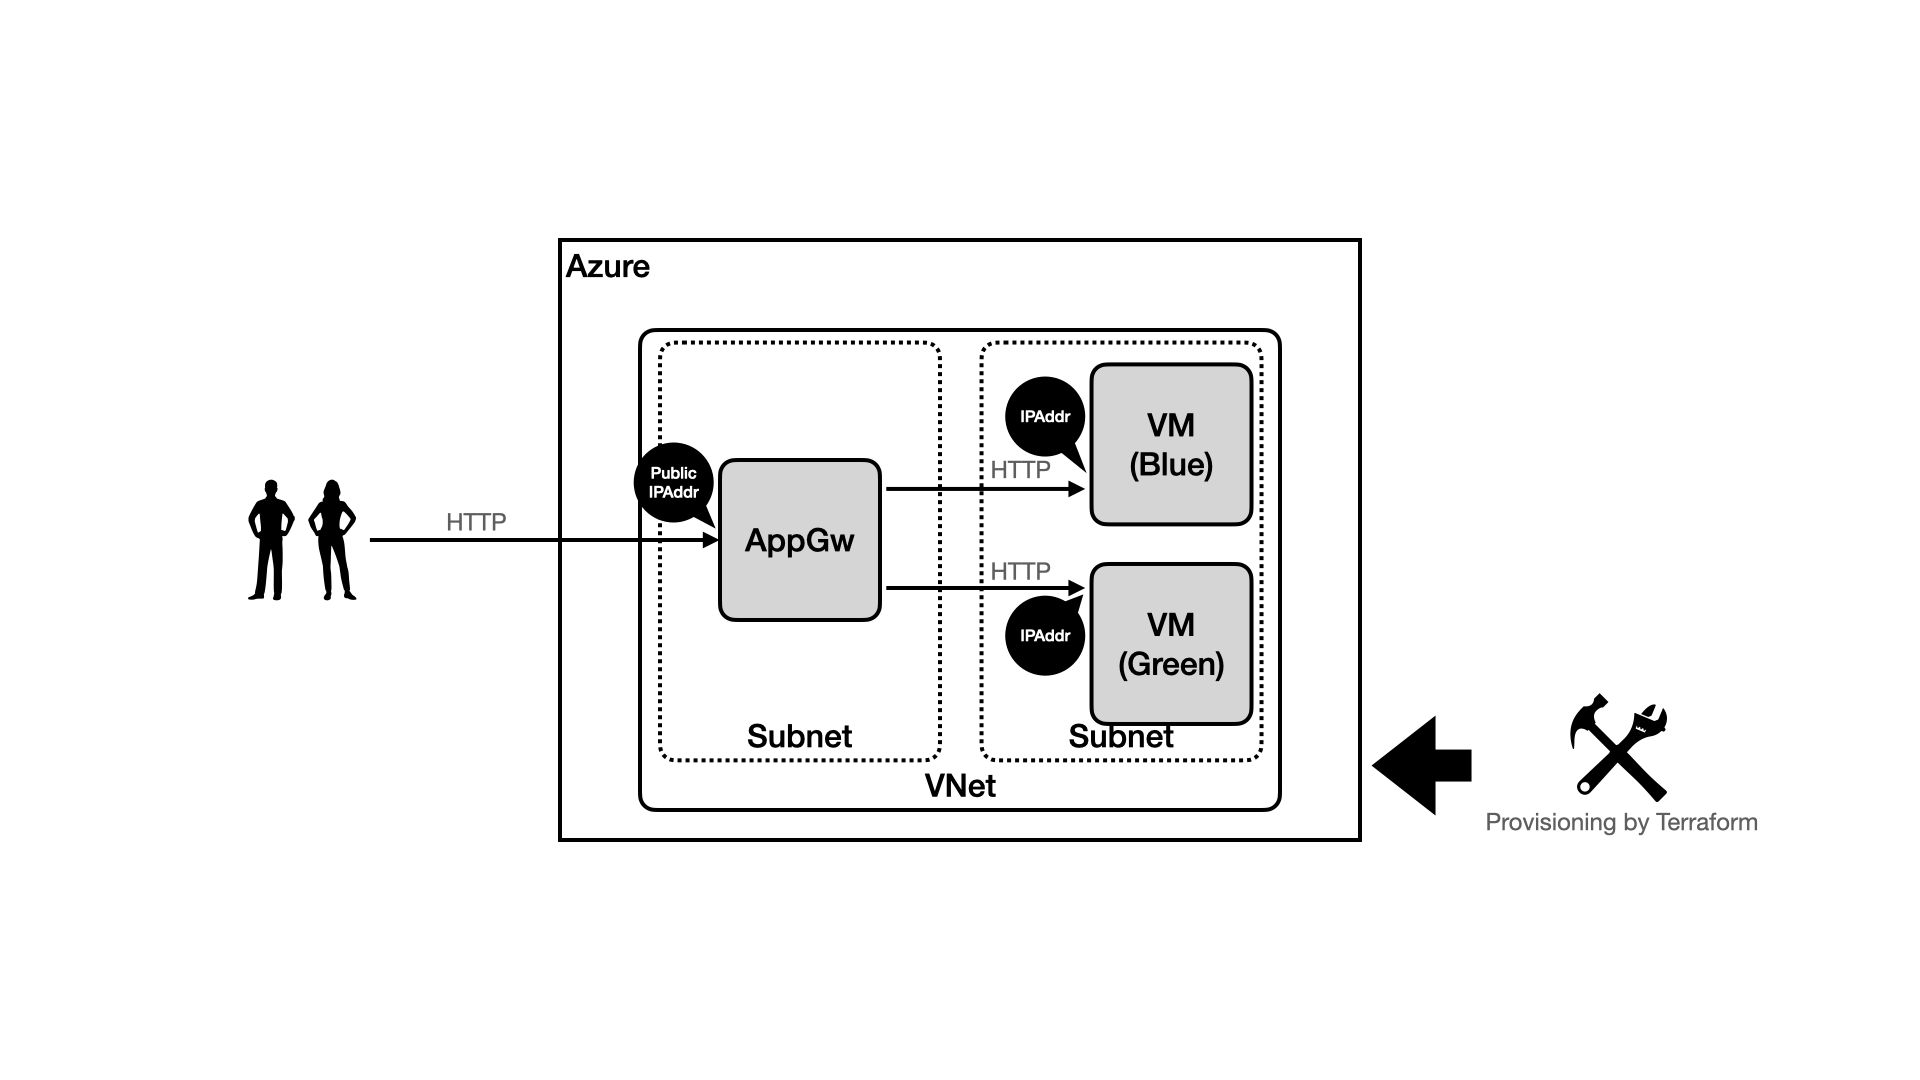 Azure
HTTP
Public
IPAddr
AppGw
Subnet
HTTP
IPAddr
VM
(Blue)
HTTP
IPAddr
VM
(Green)
Subnet
VNet
Provisioning by Terraform